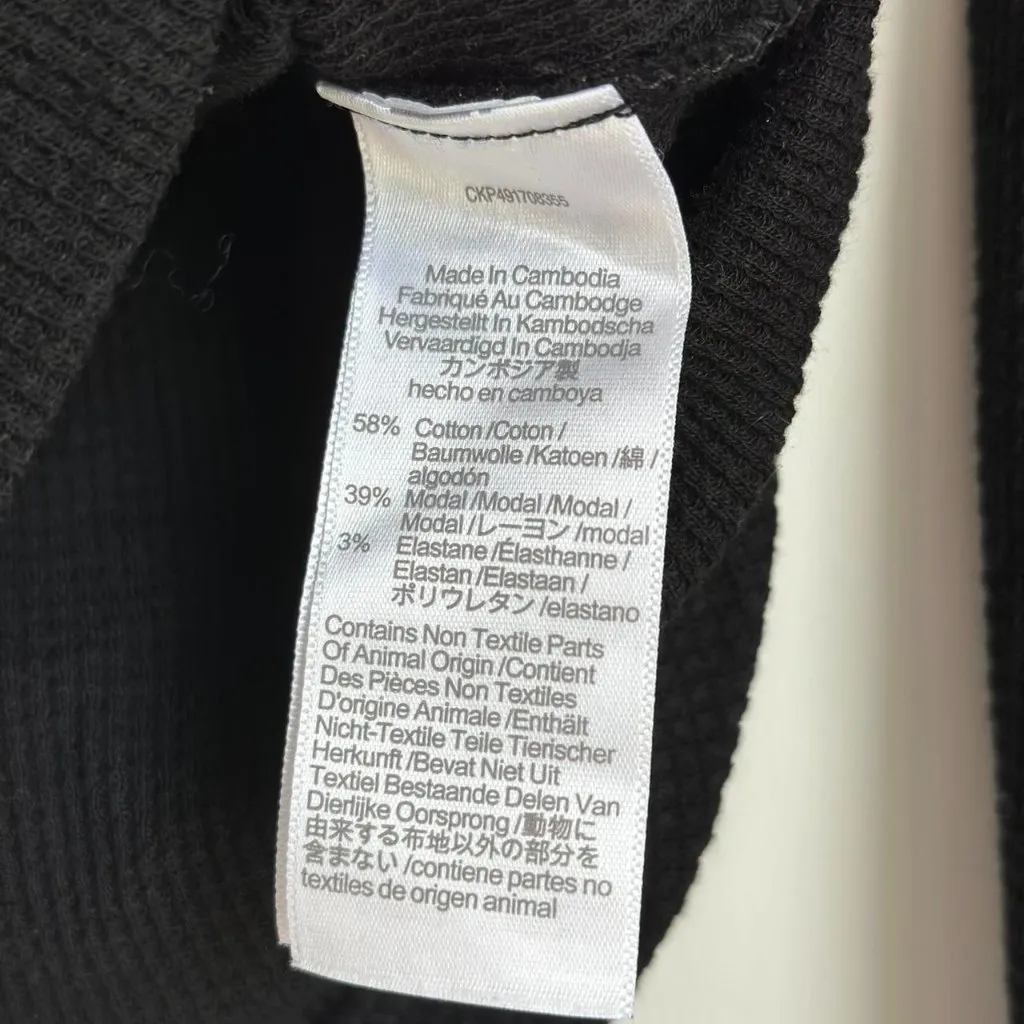 CKP491708355
Made In Cambodia
Fabriqué Au Cambodge
Hergestellt In Kambodscha
Vervaardigd In Cambodja
カンボジア製
hecho en camboya
58% Cotton /Coton /
Baumwolle /Katoen /綿 /
algodón
39% Modal /Modal /Modal /
Modal /レーヨン /modal
3% Elastane /Élasthanne /
Elastan /Elastaan /
ポリウレタン /elastano
Contains Non Textile Parts
Of Animal Origin /Contient
Des Pièces Non Textiles
D'origine Animale /Enthält
Nicht-Textile Teile Tierischer
Herkunft /Bevat Niet Uit
Textiel Bestaande Delen Van
Dierlijke Oorsprong /動物に
由来する布地以外の部分を
含まない /contiene partes no
textiles de origen animal